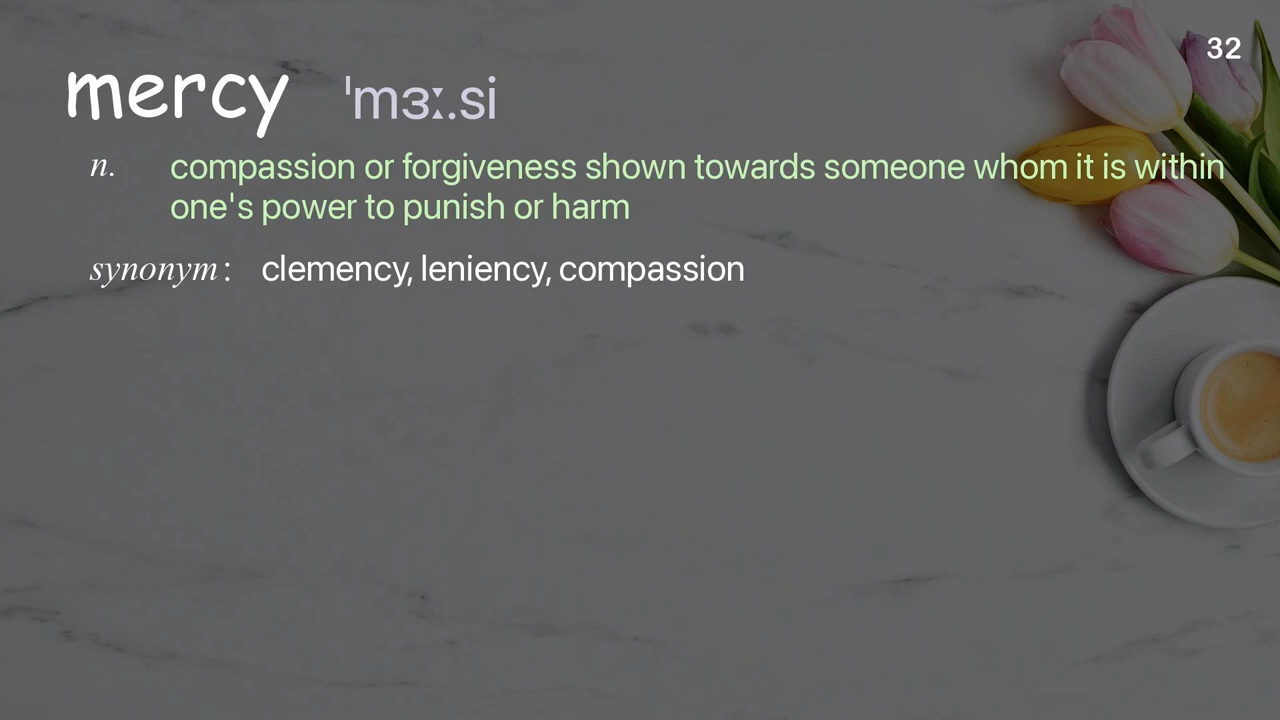 32
mercy ˈmɜː.si
n. compassion or forgiveness shown towards someone whom it is within
one's power to punish or harm
synonym: clemency, leniency, compassion